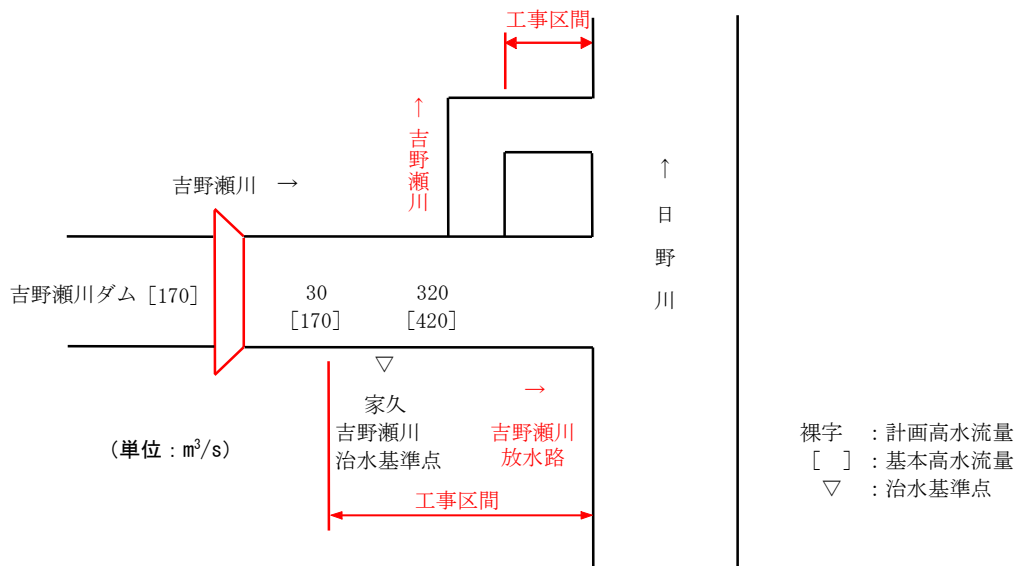 工事区間
↑
吉
野
瀬
川
吉野瀬川 →
↑
日
野
川
吉野瀬川ダム [170]
30
[170]
320
[420]
▽
家久
吉野瀬川
治水基準点
→
吉野瀬川
放水路
(単位：m³/s)
工事区間
裸字 ：計画高水流量
[ ] ：基本高水流量
▽ ：治水基準点